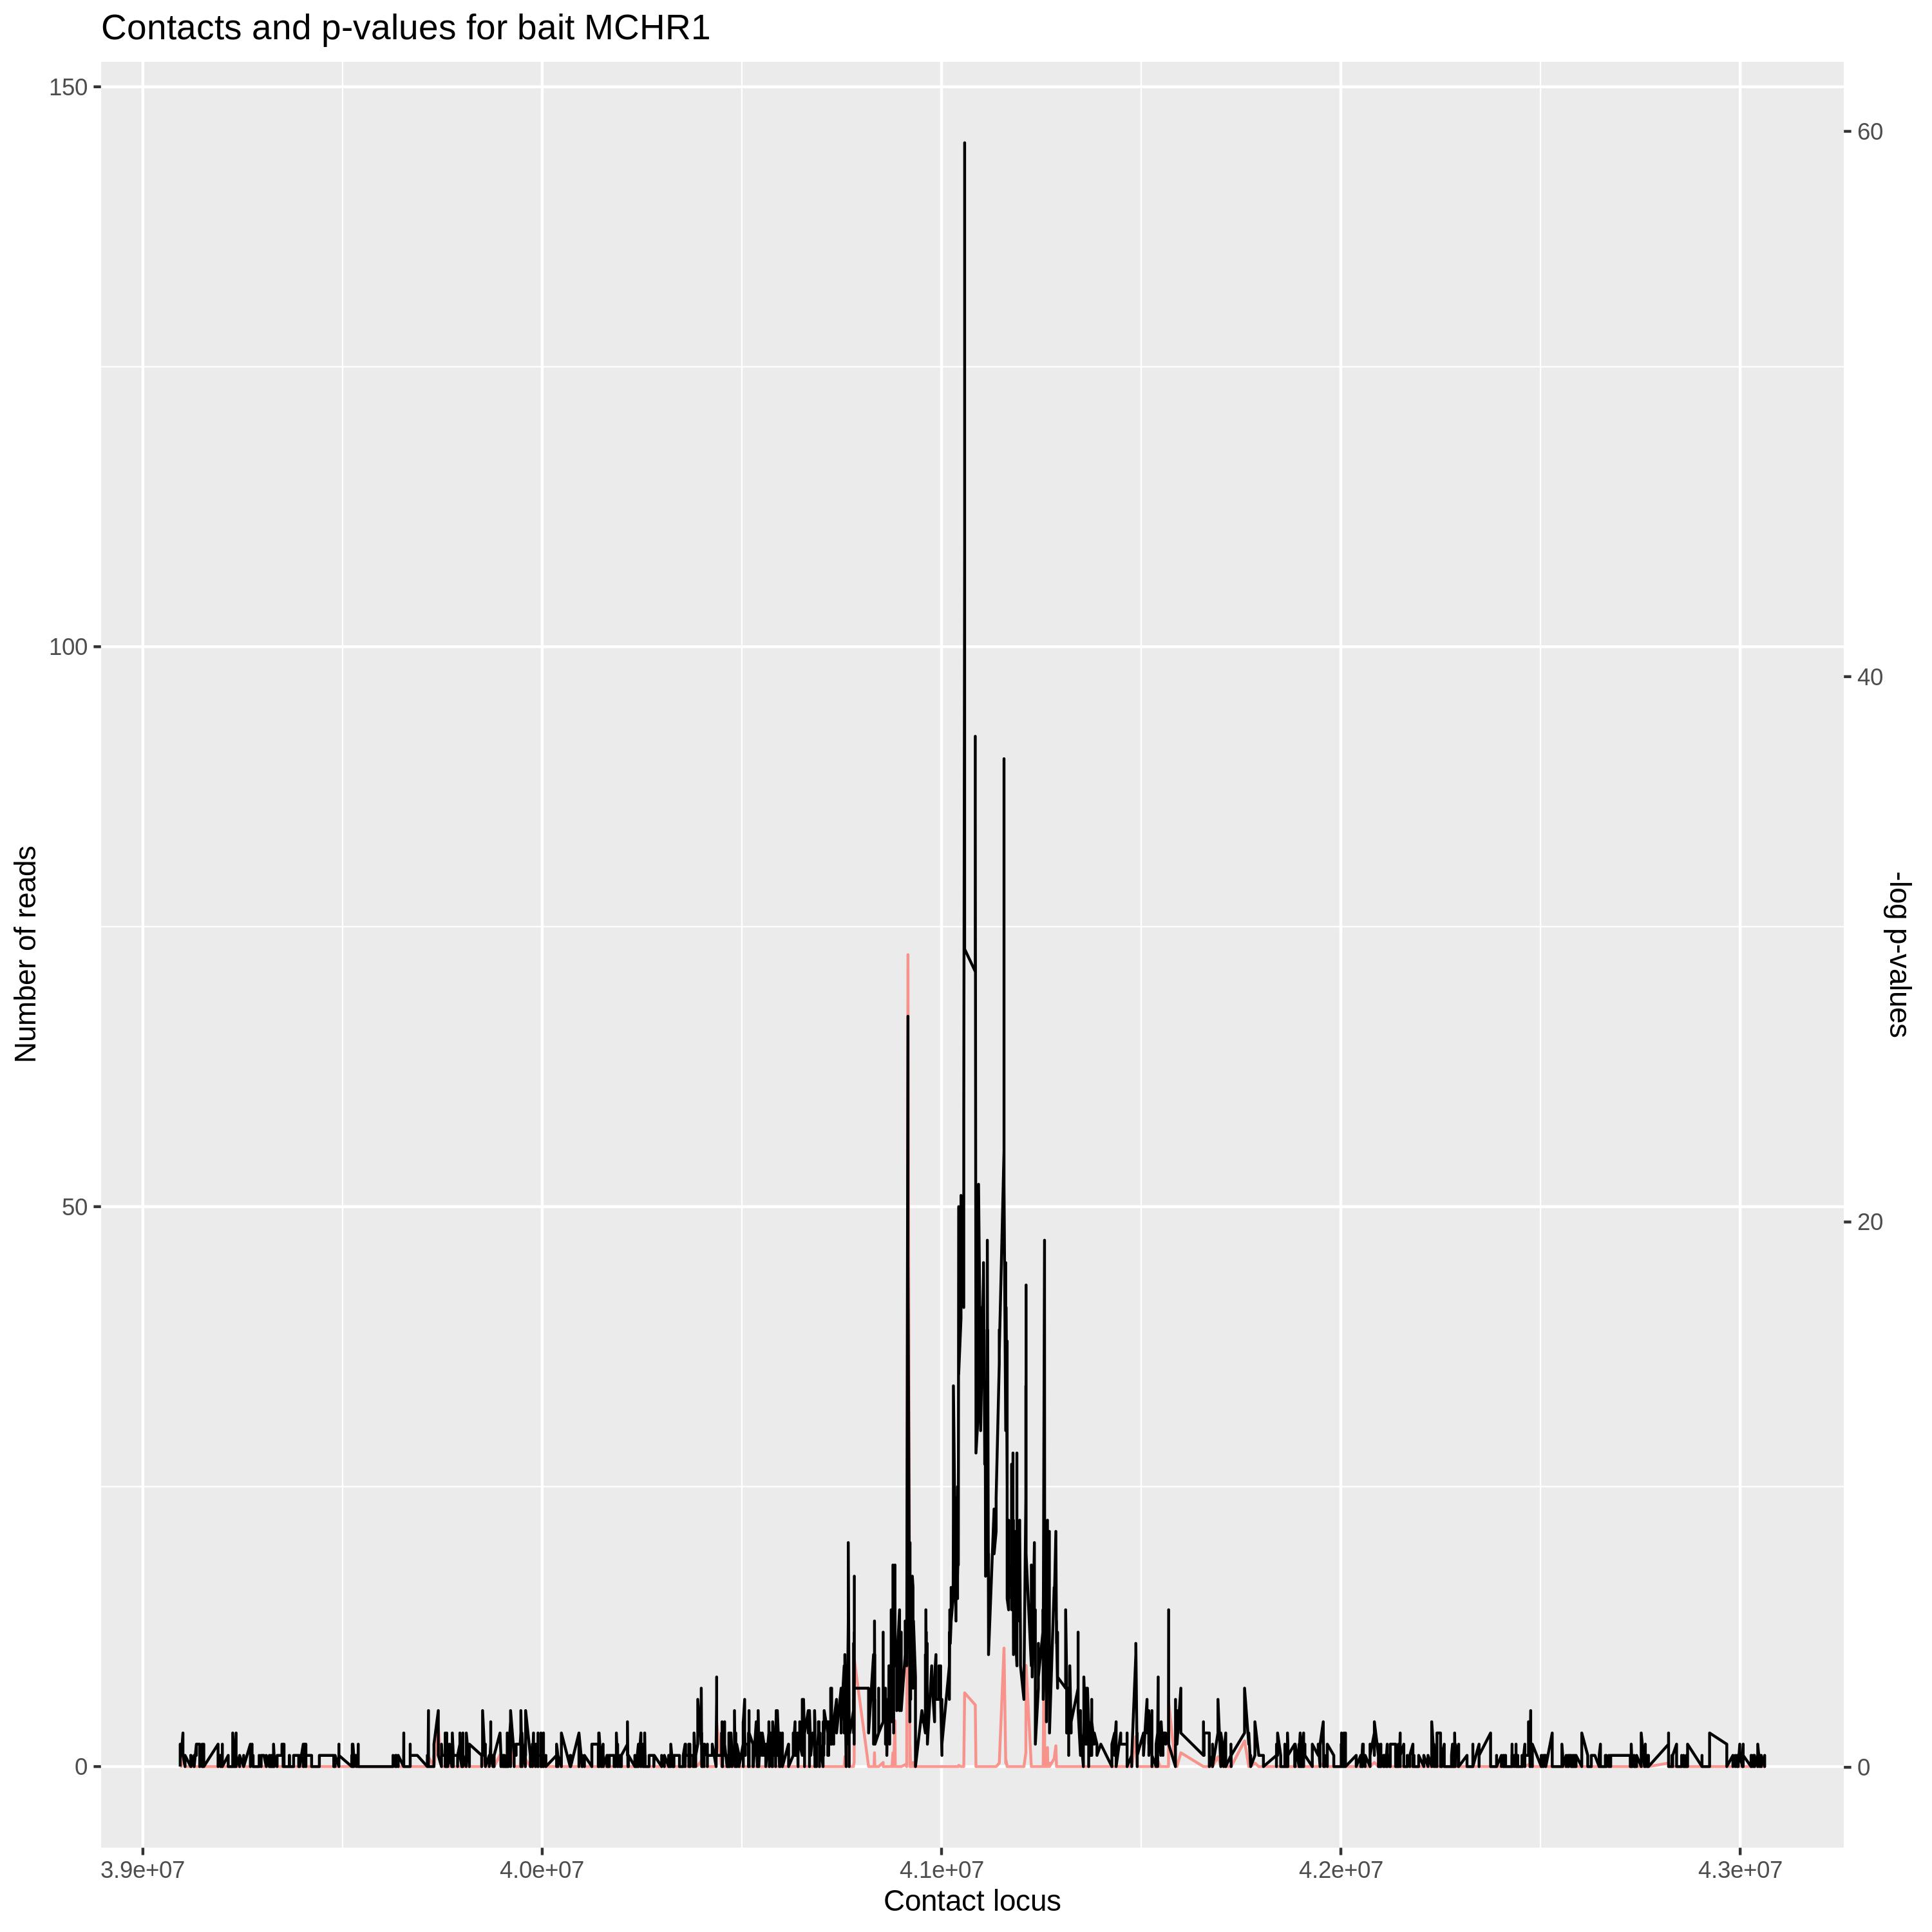 Contacts and p-values for bait MCHR1
150
100
50
0
Number of reads
60
40
20
0
-log p-values
3.9e+07
4.0e+07
4.1e+07
4.2e+07
4.3e+07
Contact locus